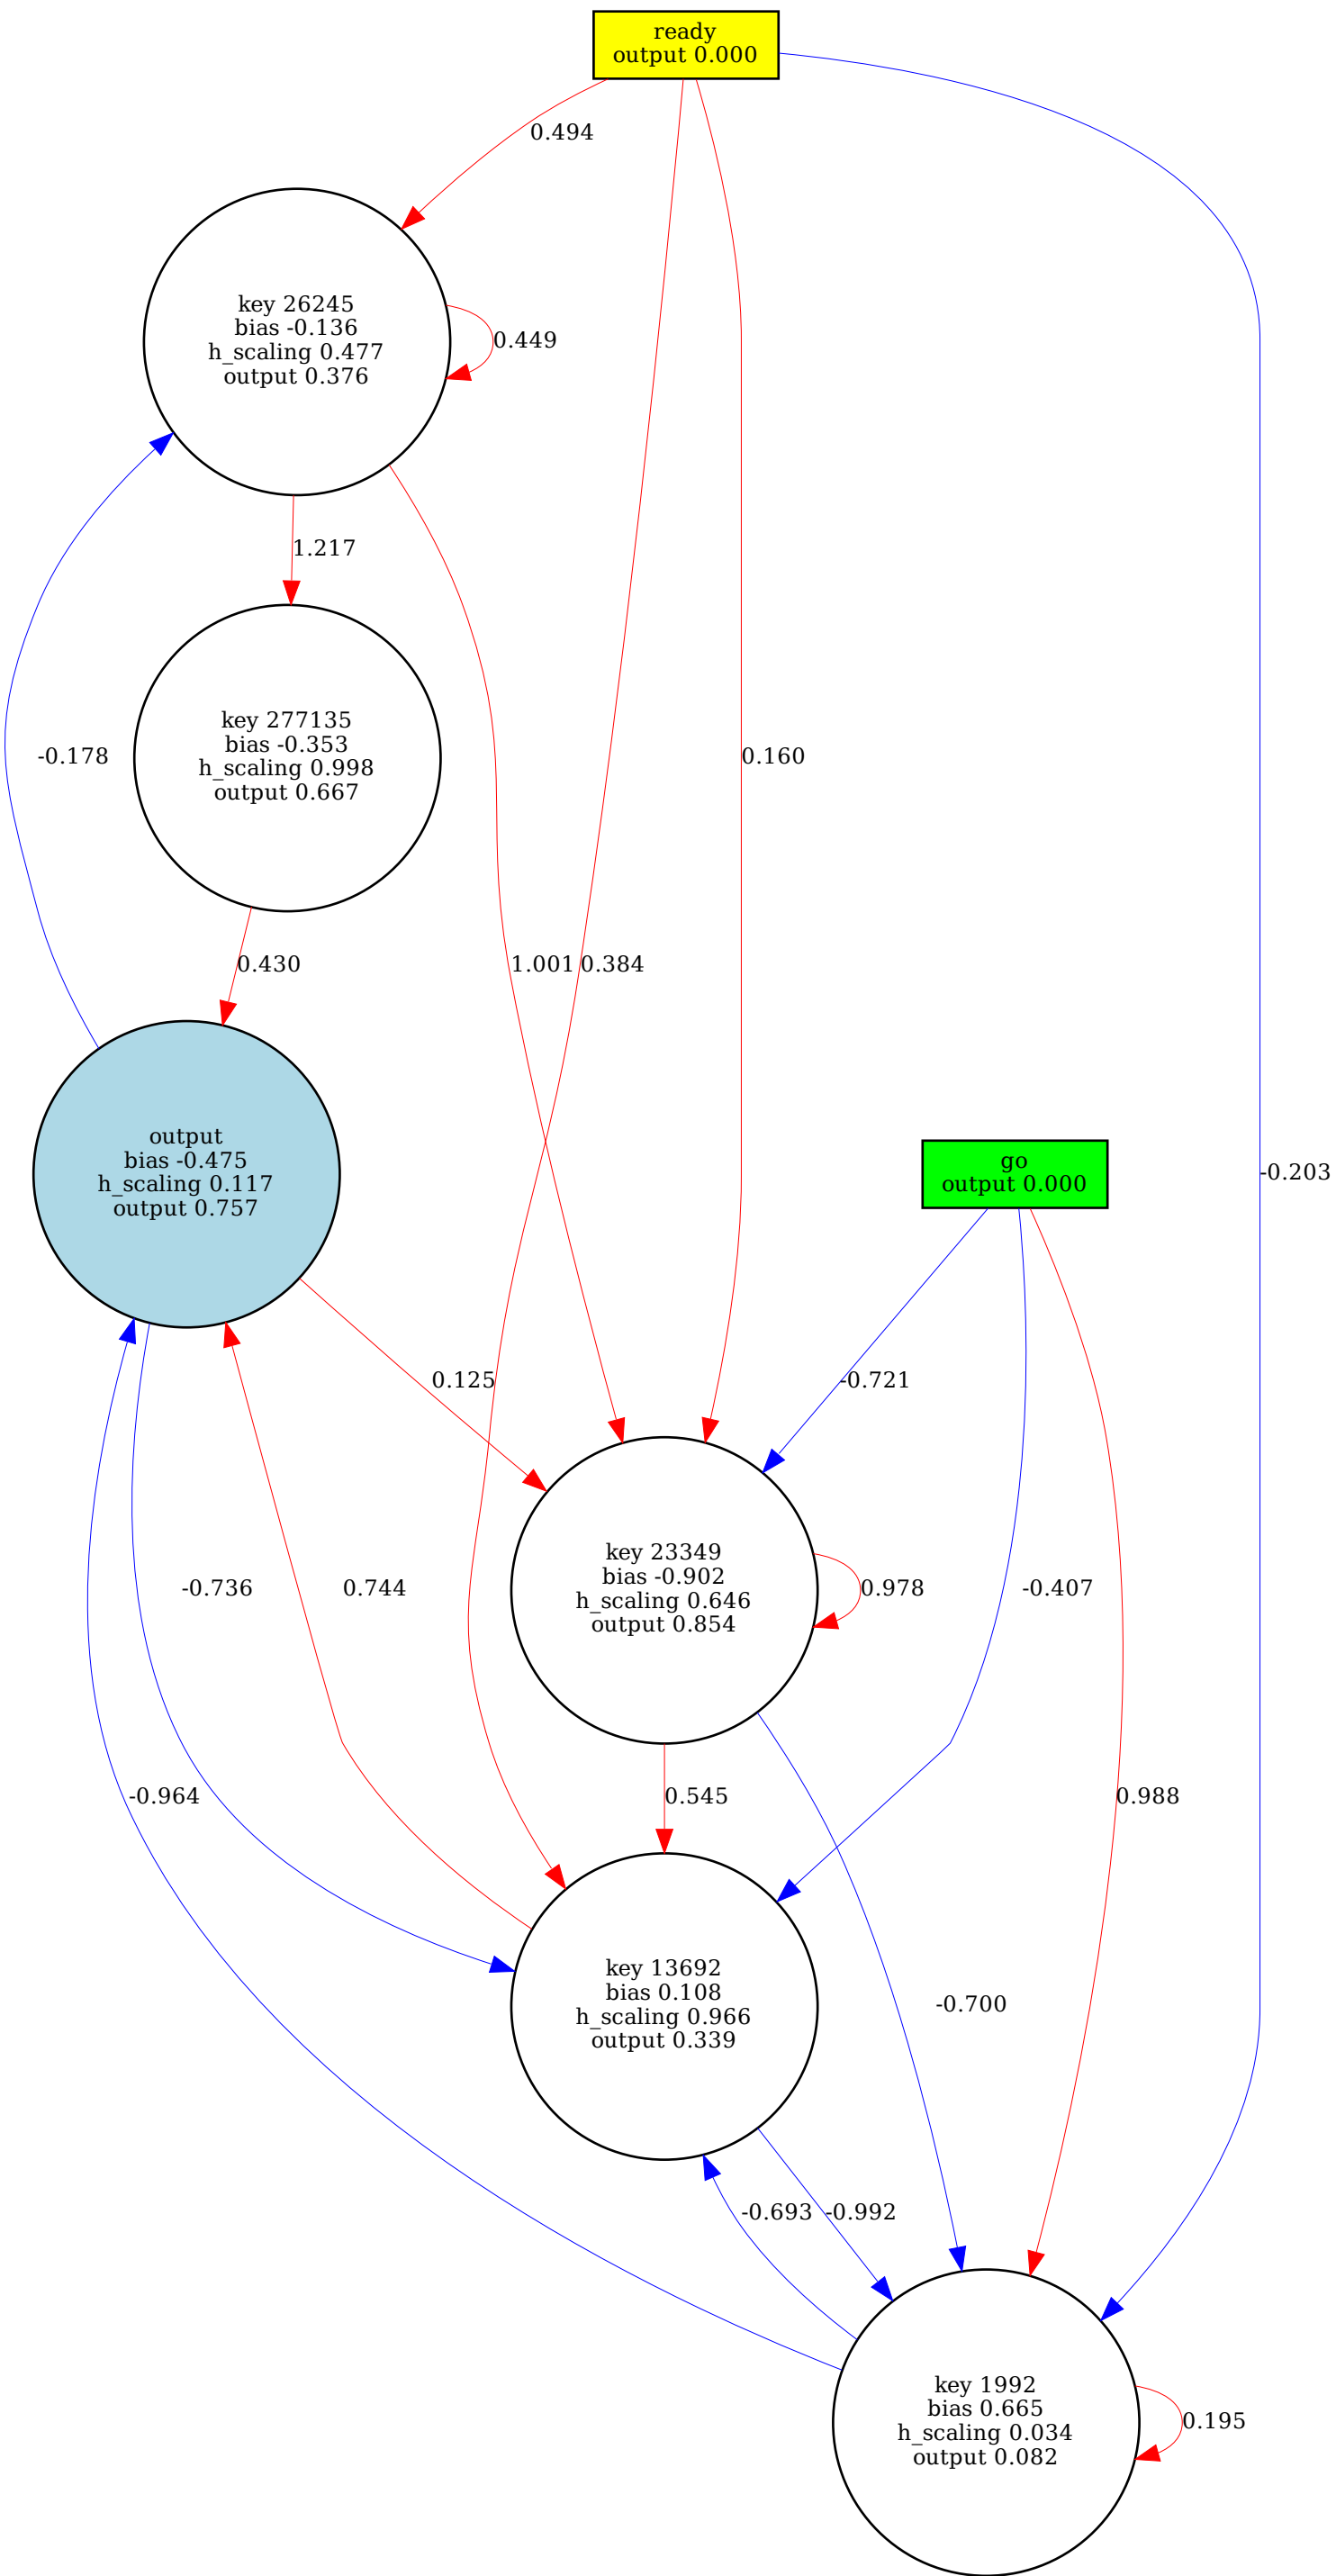 ready
output 0.000
0.494
key 26245
bias -0.136
h_scaling 0.477
output 0.376
0.449
1.217
key 277135
bias -0.353
h_scaling 0.998
output 0.667
-0.178
0.160
0.430
1.001
0.384
output
bias -0.475
h_scaling 0.117
output 0.757
go
output 0.000
-0.203
0.125
-0.721
key 23349
bias -0.902
h_scaling 0.646
output 0.854
-0.736
0.744
0.978
-0.407
-0.964
0.545
0.988
key 13692
bias 0.108
h_scaling 0.966
output 0.339
-0.700
-0.693
-0.992
key 1992
bias 0.665
h_scaling 0.034
output 0.082
0.195